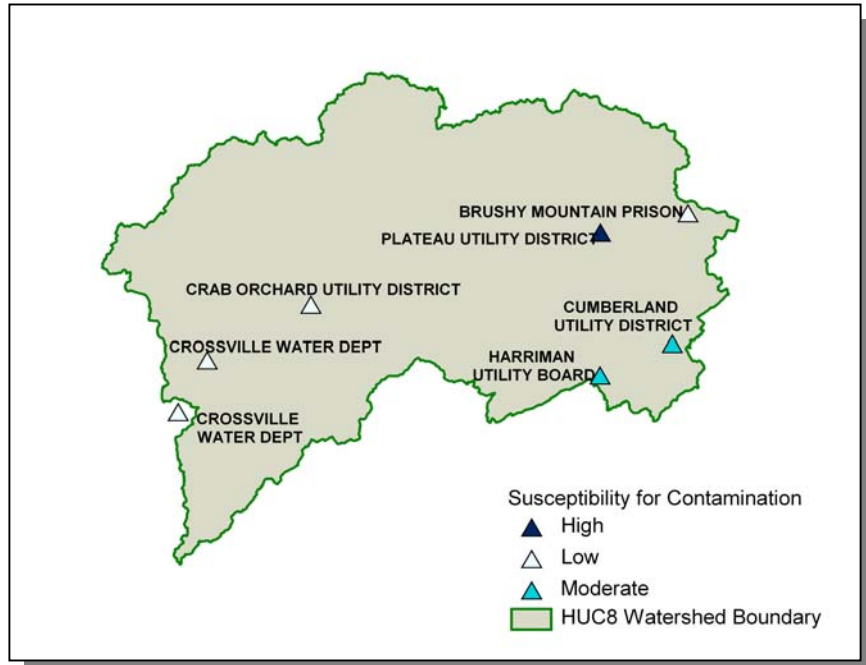 BRUSHY MOUNTAIN PRISON
PLATEAU UTILITY DISTRICT
CRAB ORCHARD UTILITY DISTRICT
CUMBERLAND
UTILITY DISTRICT
CROSSVILLE WATER DEPT
HARRIMAN
UTILITY BOARD
CROSSVILLE
WATER DEPT
Susceptibility for Contamination
High
Low
Moderate
HUC8 Watershed Boundary